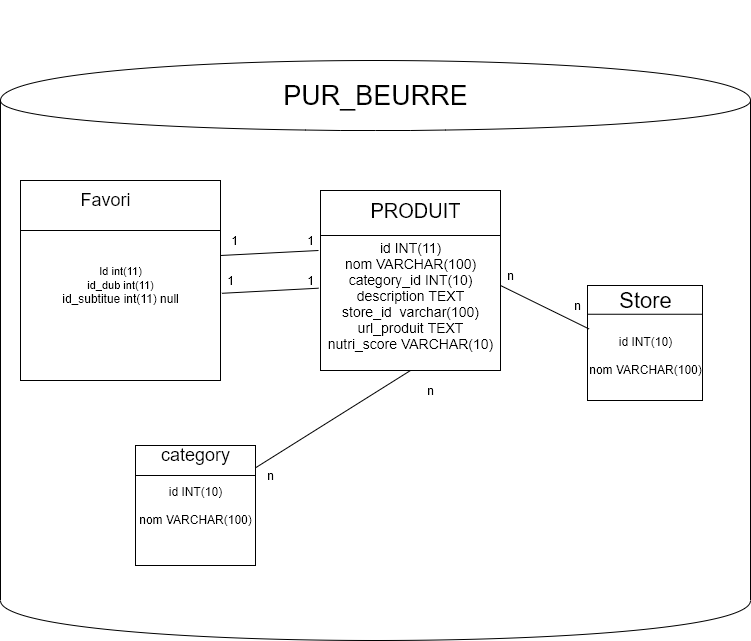 PUR_BEURRE
Favori
Id int(11)
id_dub int(11)
id_subtitue int(11) null
1
1
1
1
PRODUIT
id INT(11)
nom VARCHAR(100)
category_id INT(10)
description TEXT
store_id varchar(100)
url_produit TEXT
nutri_score VARCHAR(10)
n
n
Store
id INT(10)
nom VARCHAR(100)
n
n
category
id INT(10)
nom VARCHAR(100)